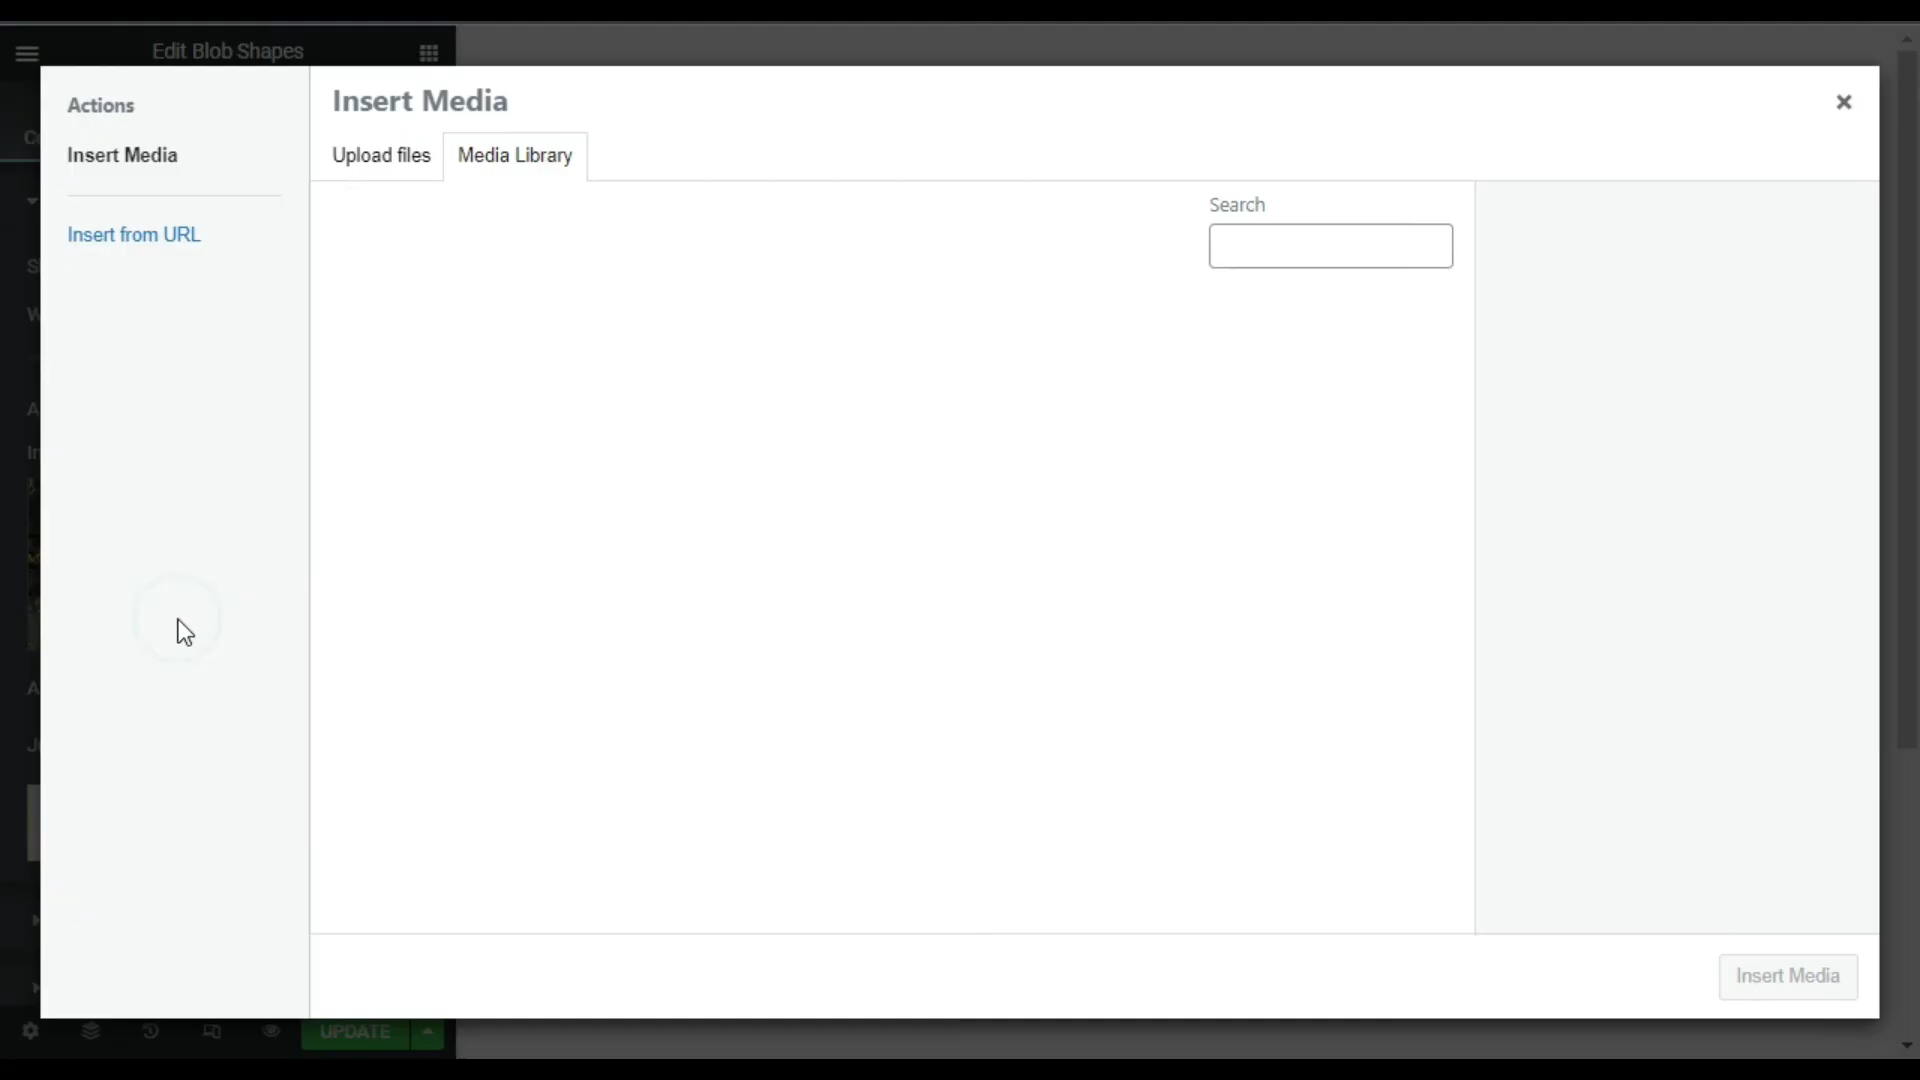 Edit Blob Shapes
Actions
Insert Media
Insert from URL
Insert Media
Upload files
Media Library
Search
Insert Media
UPDATE